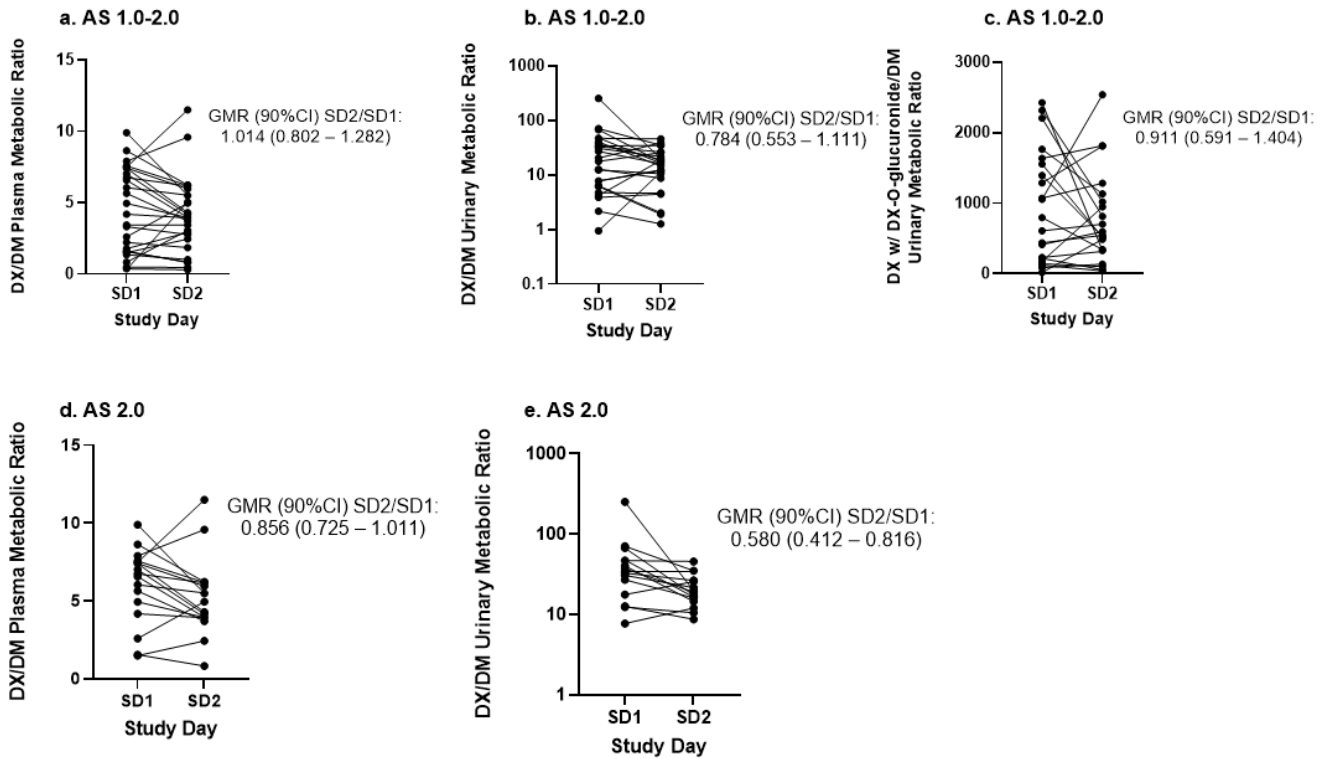 a. AS 1.0-2.0
DX/DM Plasma Metabolic Ratio
15
10
5
0
GMR (90%CI) SD2/SD1:
1.014 (0.802 – 1.282)
SD1 SD2
Study Day
b. AS 1.0-2.0
DX/DM Urinary Metabolic Ratio
1000
100
10
1
0.1
GMR (90%CI) SD2/SD1:
0.784 (0.553 – 1.111)
SD1 SD2
Study Day
c. AS 1.0-2.0
DX w/ DX-O-glucuronide/DM
Urinary Metabolic Ratio
3000
2000
1000
0
GMR (90%CI) SD2/SD1:
0.911 (0.591 – 1.404)
SD1 SD2
Study Day
d. AS 2.0
DX/DM Plasma Metabolic Ratio
15
10
5
0
GMR (90%CI) SD2/SD1:
0.856 (0.725 – 1.011)
SD1 SD2
Study Day
e. AS 2.0
DX/DM Urinary Metabolic Ratio
1000
100
10
1
GMR (90%CI) SD2/SD1:
0.580 (0.412 – 0.816)
SD1 SD2
Study Day